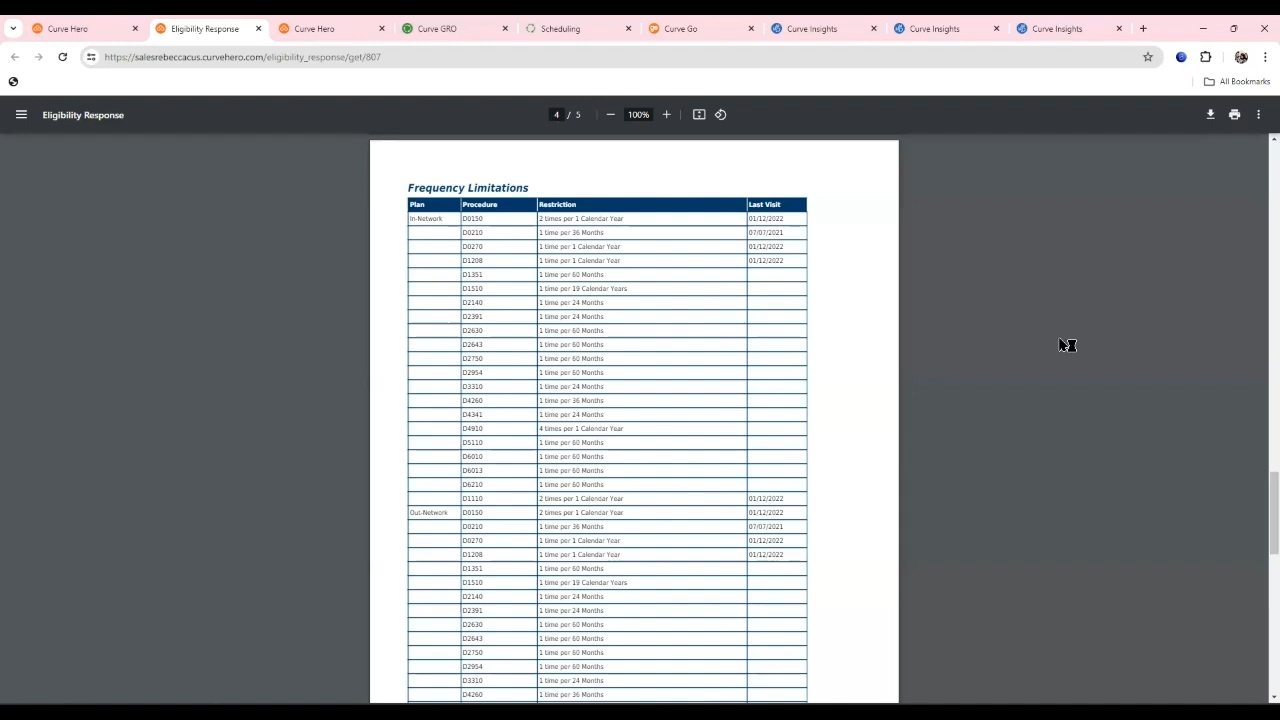 Curve Hero
Eligibility Response
Curve Hero
Curve GRO
Scheduling
Curve Go
Curve Insights
Curve Insights
Curve Insights
https://salesrebeccacus.curvehero.com/eligibility_response/get/807
All Bookmarks
Eligibility Response
4 / 5
100%
Frequency Limitations
Plan Procedure Restriction Last Visit
In-Network D0150 2 times per 1 Calendar Year 01/12/2022
D0210 1 time per 36 Months 07/07/2021
D0270 1 time per 1 Calendar Year 01/12/2022
D1208 1 time per 1 Calendar Year 01/12/2022
D1351 1 time per 60 Months
D1510 1 time per 19 Calendar Years
D2140 1 time per 24 Months
D2391 1 time per 24 Months
D2630 1 time per 60 Months
D2643 1 time per 60 Months
D2750 1 time per 60 Months
D2954 1 time per 60 Months
D3310 1 time per 24 Months
D4260 1 time per 36 Months
D4341 1 time per 24 Months
D4910 4 times per 1 Calendar Year
D5110 1 time per 60 Months
D6010 1 time per 60 Months
D6013 1 time per 60 Months
D6210 1 time per 60 Months
D1110 2 times per 1 Calendar Year 01/12/2022
Out-Network D0150 2 times per 1 Calendar Year 01/12/2022
D0210 1 time per 36 Months 07/07/2021
D0270 1 time per 1 Calendar Year 01/12/2022
D1208 1 time per 1 Calendar Year 01/12/2022
D1351 1 time per 60 Months
D1510 1 time per 19 Calendar Years
D2140 1 time per 24 Months
D2391 1 time per 24 Months
D2630 1 time per 60 Months
D2643 1 time per 60 Months
D2750 1 time per 60 Months
D2954 1 time per 60 Months
D3310 1 time per 24 Months
D4260 1 time per 36 Months